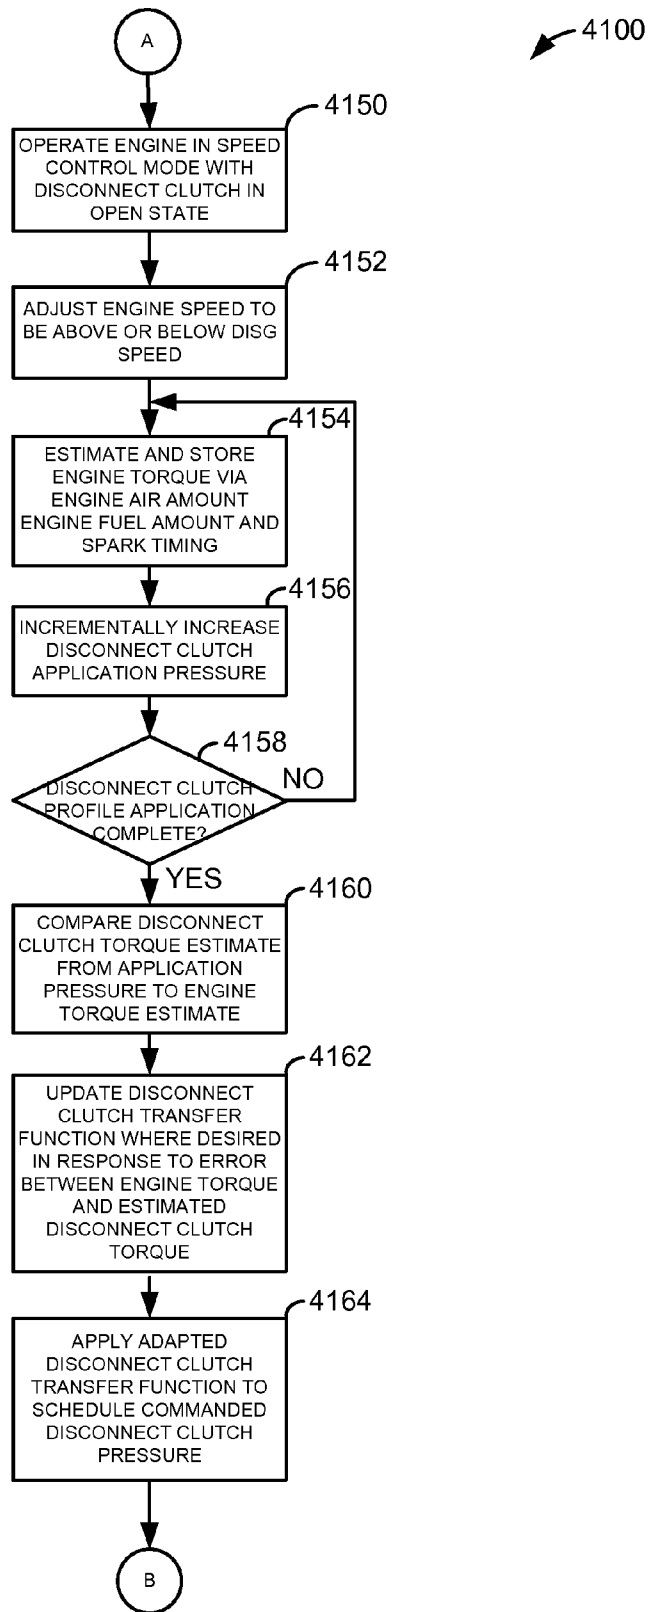 A
4100
4150
OPERATE ENGINE IN SPEED
CONTROL MODE WITH
DISCONNECT CLUTCH IN
OPEN STATE
4152
ADJUST ENGINE SPEED TO
BE ABOVE OR BELOW DISG
SPEED
4154
ESTIMATE AND STORE
ENGINE TORQUE VIA
ENGINE AIR AMOUNT
ENGINE FUEL AMOUNT AND
SPARK TIMING
4156
INCREMENTALLY INCREASE
DISCONNECT CLUTCH
APPLICATION PRESSURE
4158
NO
DISCONNECT CLUTCH
PROFILE APPLICATION
COMPLETE?
YES
4160
COMPARE DISCONNECT
CLUTCH TORQUE ESTIMATE
FROM APPLICATION
PRESSURE TO ENGINE
TORQUE ESTIMATE
4162
UPDATE DISCONNECT
CLUTCH TRANSFER
FUNCTION WHERE DESIRED
IN RESPONSE TO ERROR
BETWEEN ENGINE TORQUE
AND ESTIMATED
DISCONNECT CLUTCH
TORQUE
4164
APPLY ADAPTED
DISCONNECT CLUTCH
TRANSFER FUNCTION TO
SCHEDULE COMMANDED
DISCONNECT CLUTCH
PRESSURE
B